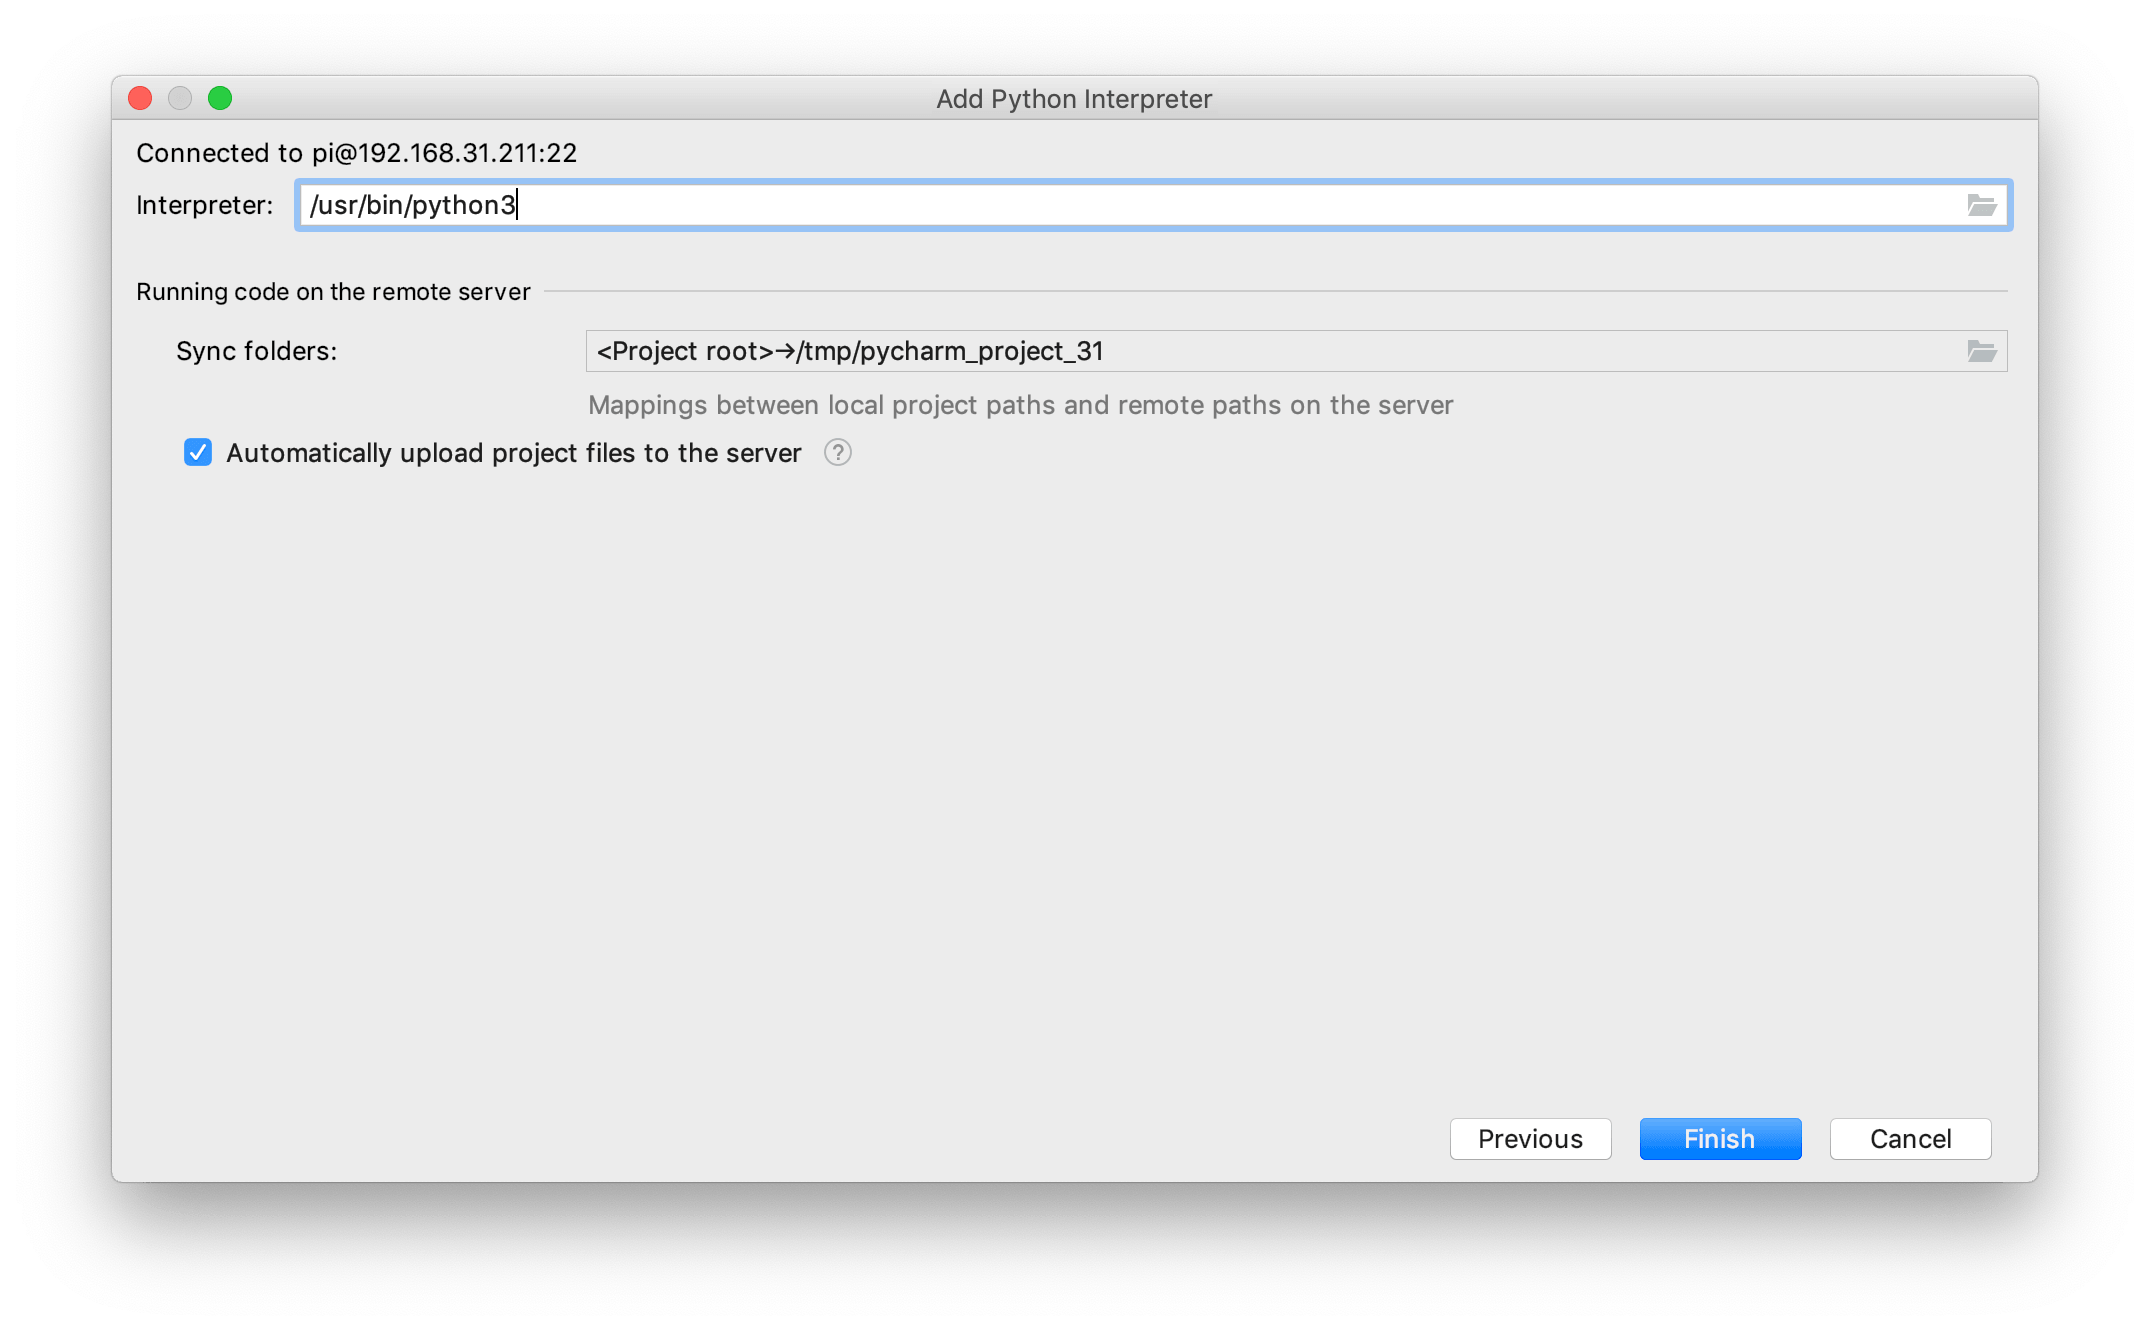 Add Python Interpreter
Connected to pi@192.168.31.211:22
Interpreter: /usr/bin/python3
Running code on the remote server
Sync folders: <Project root>→/tmp/pycharm_project_31
Mappings between local project paths and remote paths on the server
Automatically upload project files to the server ?
Previous Finish Cancel